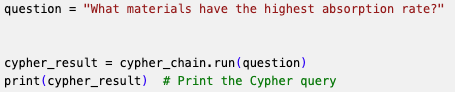 question = "What materials have the highest absorption rate?"
cypher_result = cypher_chain.run(question)
print(cypher_result)  # Print the Cypher query